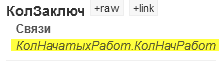 КолЗаключ +raw +link
Связи
КолНачатыхРабот.КолНачРабот